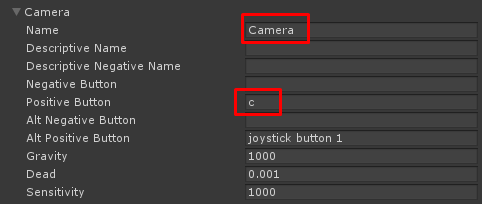 Camera
Name Camera
Descriptive Name
Descriptive Negative Name
Negative Button
Positive Button c
Alt Negative Button
Alt Positive Button joystick button 1
Gravity 1000
Dead 0.001
Sensitivity 1000